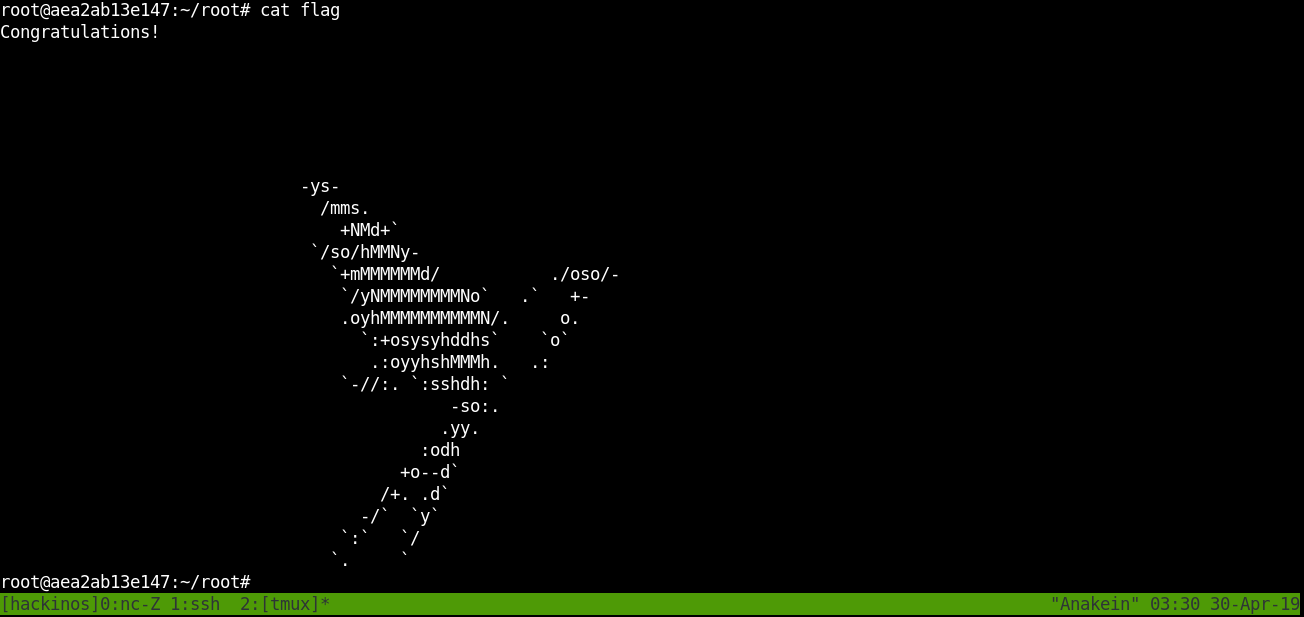 root@aea2ab13e147:~/root# cat flag
Congratulations!
                              -ys-
                                /mms.
                                  +NMd+`
                               `/so/hMMNy-
                                 `+mMMMMMMd/           ./oso/-
                                  `/yNMMMMMMMMNo`   .`   +-
                                  .oyhMMMMMMMMMMN/.     o.
                                    `:+osysyhddhs`    `o`
                                     .:oyyhshMMMh.   .:
                                  `-//:. `:sshdh: `
                                             -so:.
                                            .yy.
                                          :odh
                                        +o--d`
                                      /+. .d`
                                    -/`  `y`
                                  `:`   `/
                                 `.     `
root@aea2ab13e147:~/root#
[hackinos]0:nc-Z 1:ssh  2:[tmux]* "Anakein" 03:30 30-Apr-19